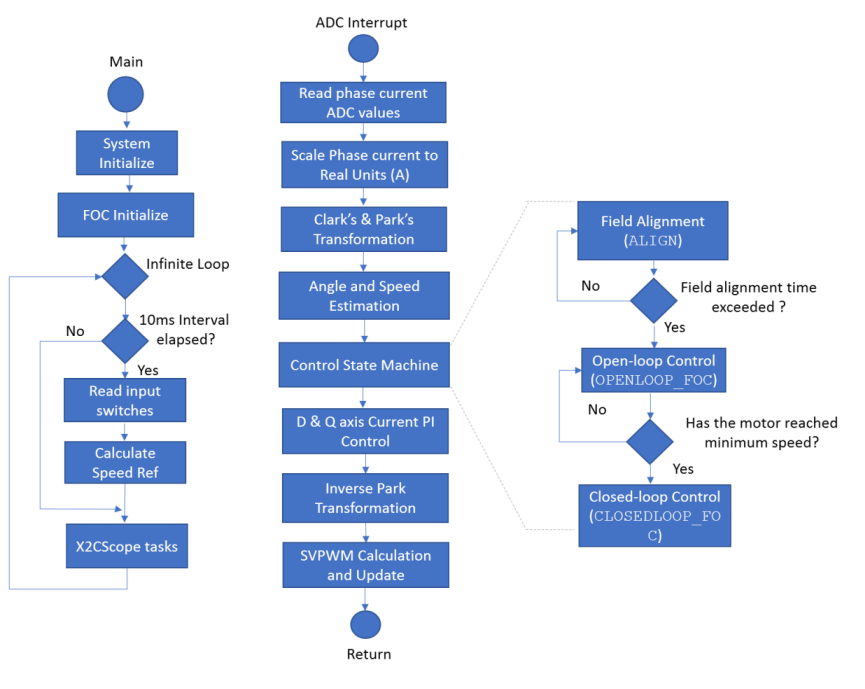 Main
System
Initialize
FOC Initialize
Infinite Loop
10ms Interval
elapsed?
No
Yes
Read input
switches
Calculate
Speed Ref
X2CScope tasks
ADC Interrupt
Read phase current
ADC values
Scale Phase current to
Real Units (A)
Clark’s & Park’s
Transformation
Angle and Speed
Estimation
Control State Machine
D & Q axis Current PI
Control
Inverse Park
Transformation
SVPWM Calculation
and Update
Return
Field Alignment
(ALIGN)
No
Field alignment time
exceeded ?
Yes
Open-loop Control
(OPENLOOP_FOC)
No
Has the motor reached
minimum speed?
Yes
Closed-loop Control
(CLOSEDLOOP_FO
C)